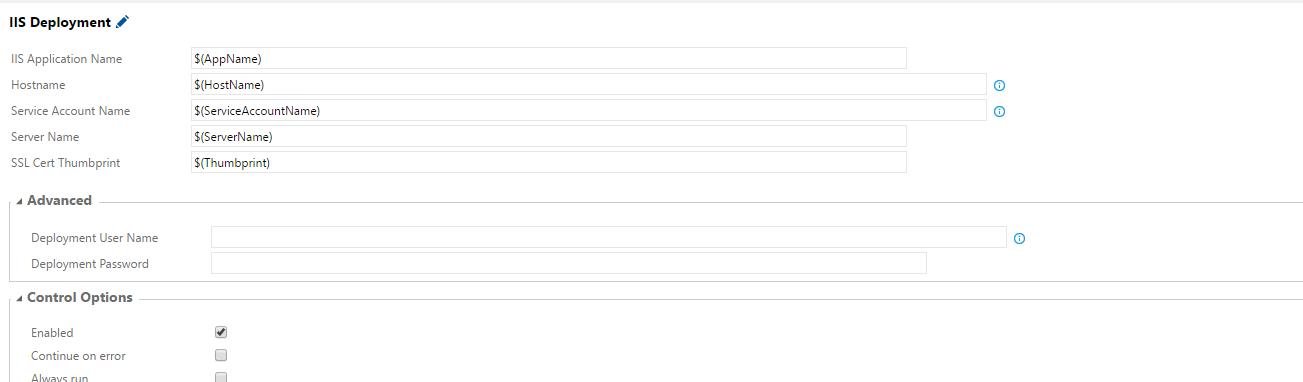 IIS Deployment
IIS Application Name $(AppName)
Hostname $(HostName)
Service Account Name $(ServiceAccountName)
Server Name $(ServerName)
SSL Cert Thumbprint $(Thumbprint)
Advanced
Deployment User Name
Deployment Password
Control Options
Enabled
Continue on error
Always run